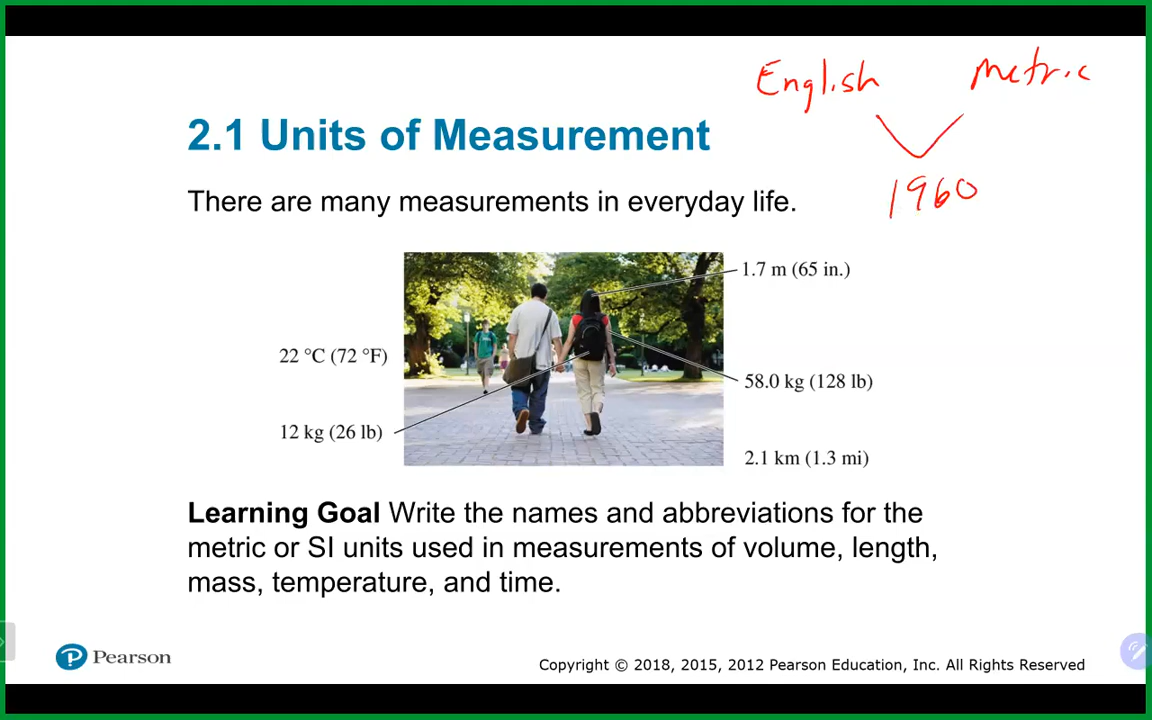 English metric
1960
2.1 Units of Measurement
There are many measurements in everyday life.
1.7 m (65 in.)
22 °C (72 °F)
58.0 kg (128 lb)
12 kg (26 lb)
2.1 km (1.3 mi)
Learning Goal Write the names and abbreviations for the
metric or SI units used in measurements of volume, length,
mass, temperature, and time.
P Pearson
Copyright © 2018, 2015, 2012 Pearson Education, Inc. All Rights Reserved